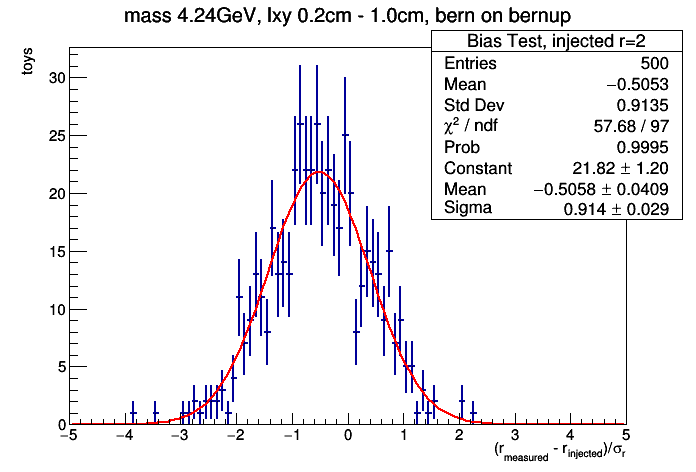 mass 4.24GeV, lxy 0.2cm - 1.0cm, bern on bernup
Bias Test, injected r=2
Entries 500
Mean −0.5053
Std Dev 0.9135
χ² / ndf 57.68 / 97
Prob 0.9995
Constant 21.82 ± 1.20
Mean −0.5058 ± 0.0409
Sigma 0.914 ± 0.029
toys
30
25
20
15
10
5
0
−5 −4 −3 −2 −1 0 1 2 3 4 5
(r_measured - r_injected)/σ_r